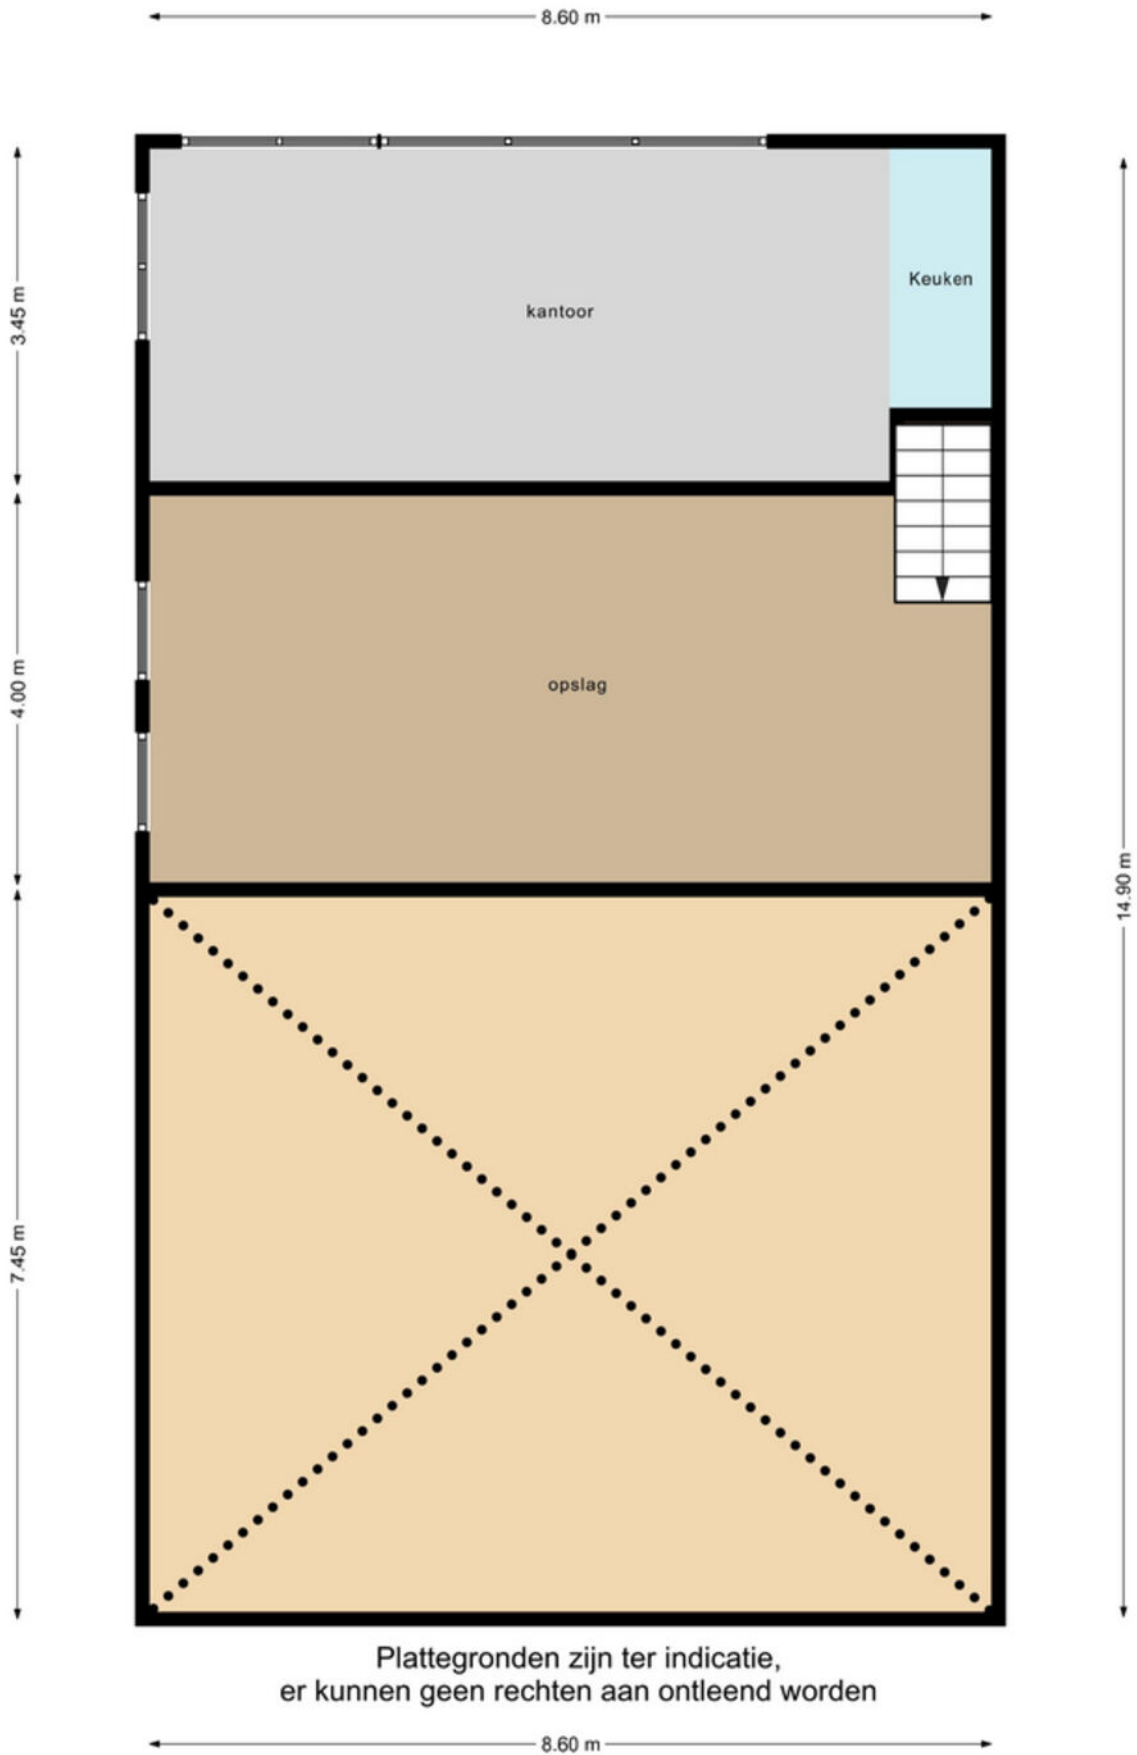 8.60 m
3.45 m
kantoor
Keuken
4.00 m
opslag
14.90 m
7.45 m
Plattegronden zijn ter indicatie,
er kunnen geen rechten aan ontleend worden
8.60 m